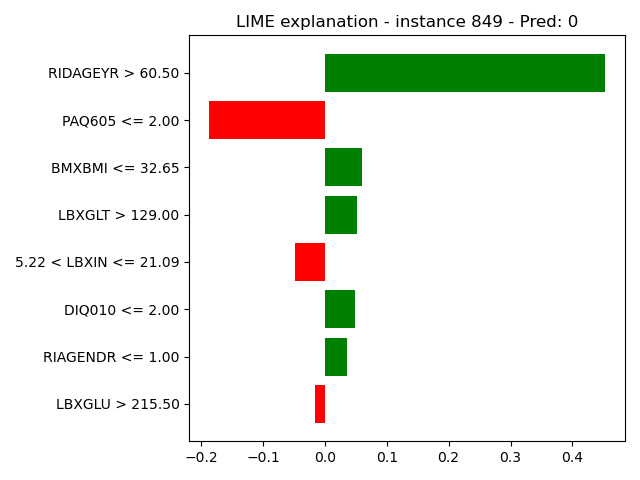 LIME explanation - instance 849 - Pred: 0
RIDAGEYR > 60.50
PAQ605 <= 2.00
BMXBMI <= 32.65
LBXGLT > 129.00
5.22 < LBXIN <= 21.09
DIQ010 <= 2.00
RIAGENDR <= 1.00
LBXGLU > 215.50
−0.2 −0.1 0.0 0.1 0.2 0.3 0.4